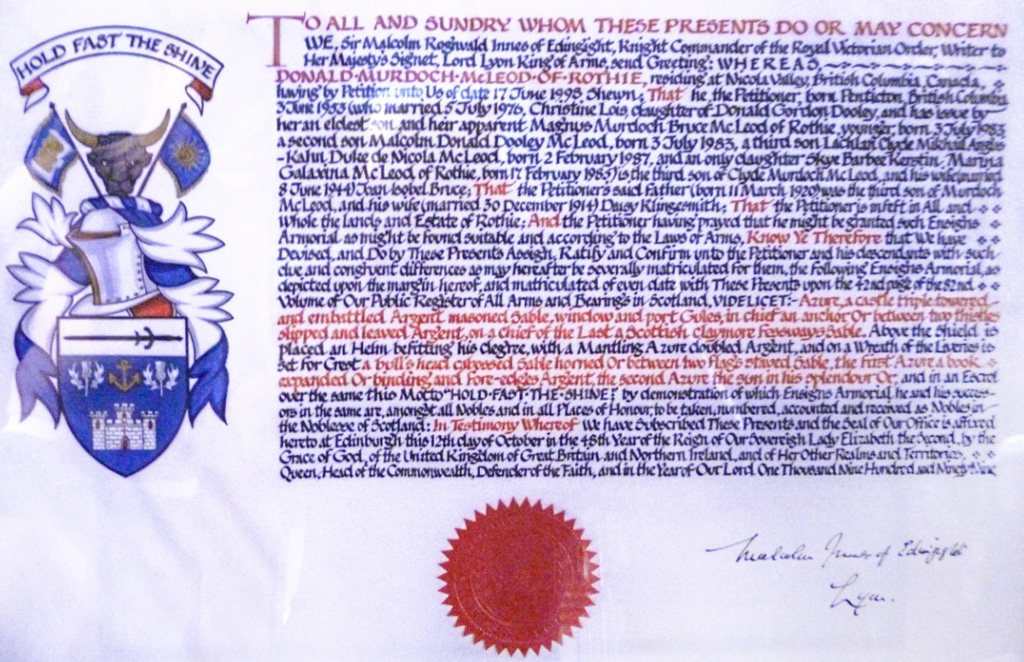 HOLD FAST THE SHINE
TO ALL AND SUNDRY WHOM THESE PRESENTS DO OR MAY CONCERN
WE, Sir Malcolm Rognvald Innes of Edingight, Knight Commander of the Royal Victorian Order, Writer to
Her Majesty's Signet, Lord Lyon King of Arms, send Greeting: WHEREAS
DONALD·MURDOCH·McLEOD·OF·ROTHIE, residing at Nicola Valley, British Columbia, Canada,
having by Petition unto Us of date 17 June 1998 Shewn; That he, the Petitioner, born Penticton, British Columbia
3 June 1953 (who married 5 July 1976, Christine Lois, daughter of Donald Gordon Dooley, and has issue by
her an eldest son and heir apparent Magnus Murdoch Bruce McLeod of Rothie, younger, born 3 July 1983
a second son Malcolm Donald Dooley McLeod, born 3 July 1983, a third son Lachlan Clyde Mikhail Angus
-Kahn Duke de Nicola McLeod, born 2 February 1987, and an only daughter Skye Barbee Kerstin Marina
Galaxina McLeod of Rothie, born 17 February 1983) is the third son of Clyde Murdoch McLeod, and his wife (married
8 June 1944) Joan Isobel Bruce; That the Petitioner's said Father (born 11 March 1920) was the third son of Murdoch
McLeod, and his wife (married 30 December 1914) Daisy Klingesmith; That the Petitioner is infeft in All and
Whole the lands and Estate of Rothie; And the Petitioner having prayed that he might be granted such Ensigns
Armorial as might be found suitable and according to the Laws of Arms, Know Ye Therefore that We have
Devised, and Do by These Presents Assign, Ratify and Confirm unto the Petitioner and his descendants with such
due and congruent differences as may hereafter be severally matriculated for them, the following Ensigns Armorial, as
depicted upon the margin hereof, and matriculated of even date with These Presents upon the 42nd page of the 82nd
Volume of Our Public Register of All Arms and Bearings in Scotland, VIDELICET:- Azure, a castle triple towered
and embattled Argent masoned Sable, window and port Gules, in chief an anchor Or between two thistles
slipped and leaved Argent, on a chief of the Last a Scottish claymore fessways Sable. Above the Shield is
placed an Helm befitting his degree, with a Mantling Azure doubled Argent, and on a Wreath of the Liveries is
set for Crest a bull's head cabossed Sable horned Or between two flags staved Sable, the first Azure a book
expanded Or binding and fore-edges Argent, the second Azure the sun in his splendour Or, and in an Escrol
over the same this Motto "HOLD·FAST·THE·SHINE", by demonstration of which Ensigns Armorial he and his success-
ors in the same are, amongst all Nobles and in all Places of Honour, to be taken, numbered, accounted and received as Nobles in
the Noblesse of Scotland: In Testimony Whereof We have Subscribed These Presents and the Seal of Our Office is affixed
hereto at Edinburgh this 12th day of October in the 48th Year of the Reign of Our Sovereign Lady Elizabeth the Second, by the
Grace of God, of the United Kingdom of Great Britain and Northern Ireland, and of Her Other Realms and Territories,
Queen, Head of the Commonwealth, Defender of the Faith, and in the Year of Our Lord One Thousand Nine Hundred and Ninety Nine
Malcolm Innes of Edingight
Lyon.